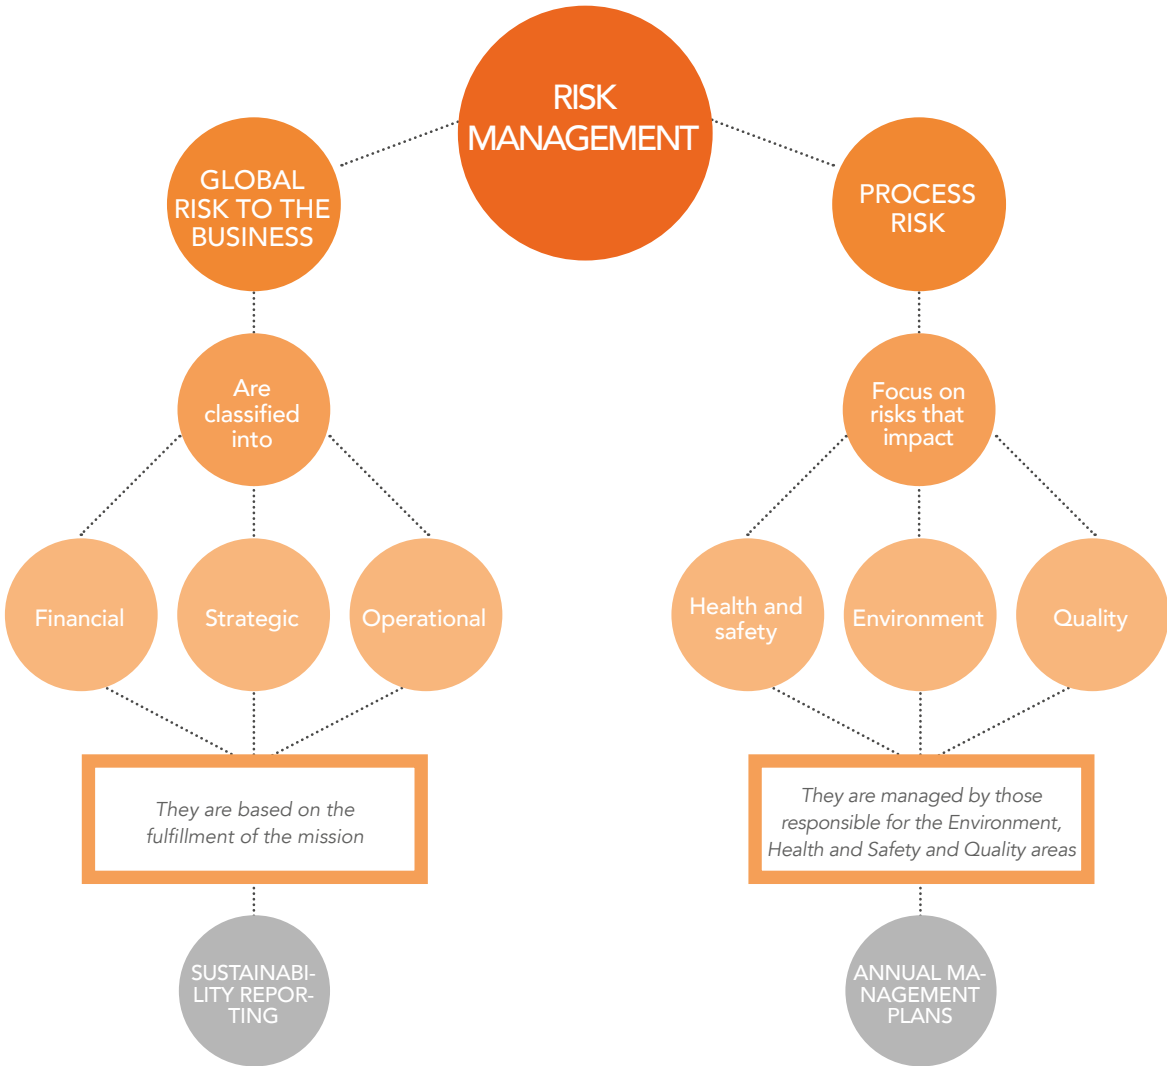 RISK
MANAGEMENT
GLOBAL
RISK TO THE
BUSINESS
PROCESS
RISK
Are
classified
into
Focus on
risks that
impact
Financial
Strategic
Operational
Health and
safety
Environment
Quality
They are based on the
fulfillment of the mission
They are managed by those
responsible for the Environment,
Health and Safety and Quality areas
SUSTAINABI-
LITY REPOR-
TING
ANNUAL MA-
NAGEMENT
PLANS